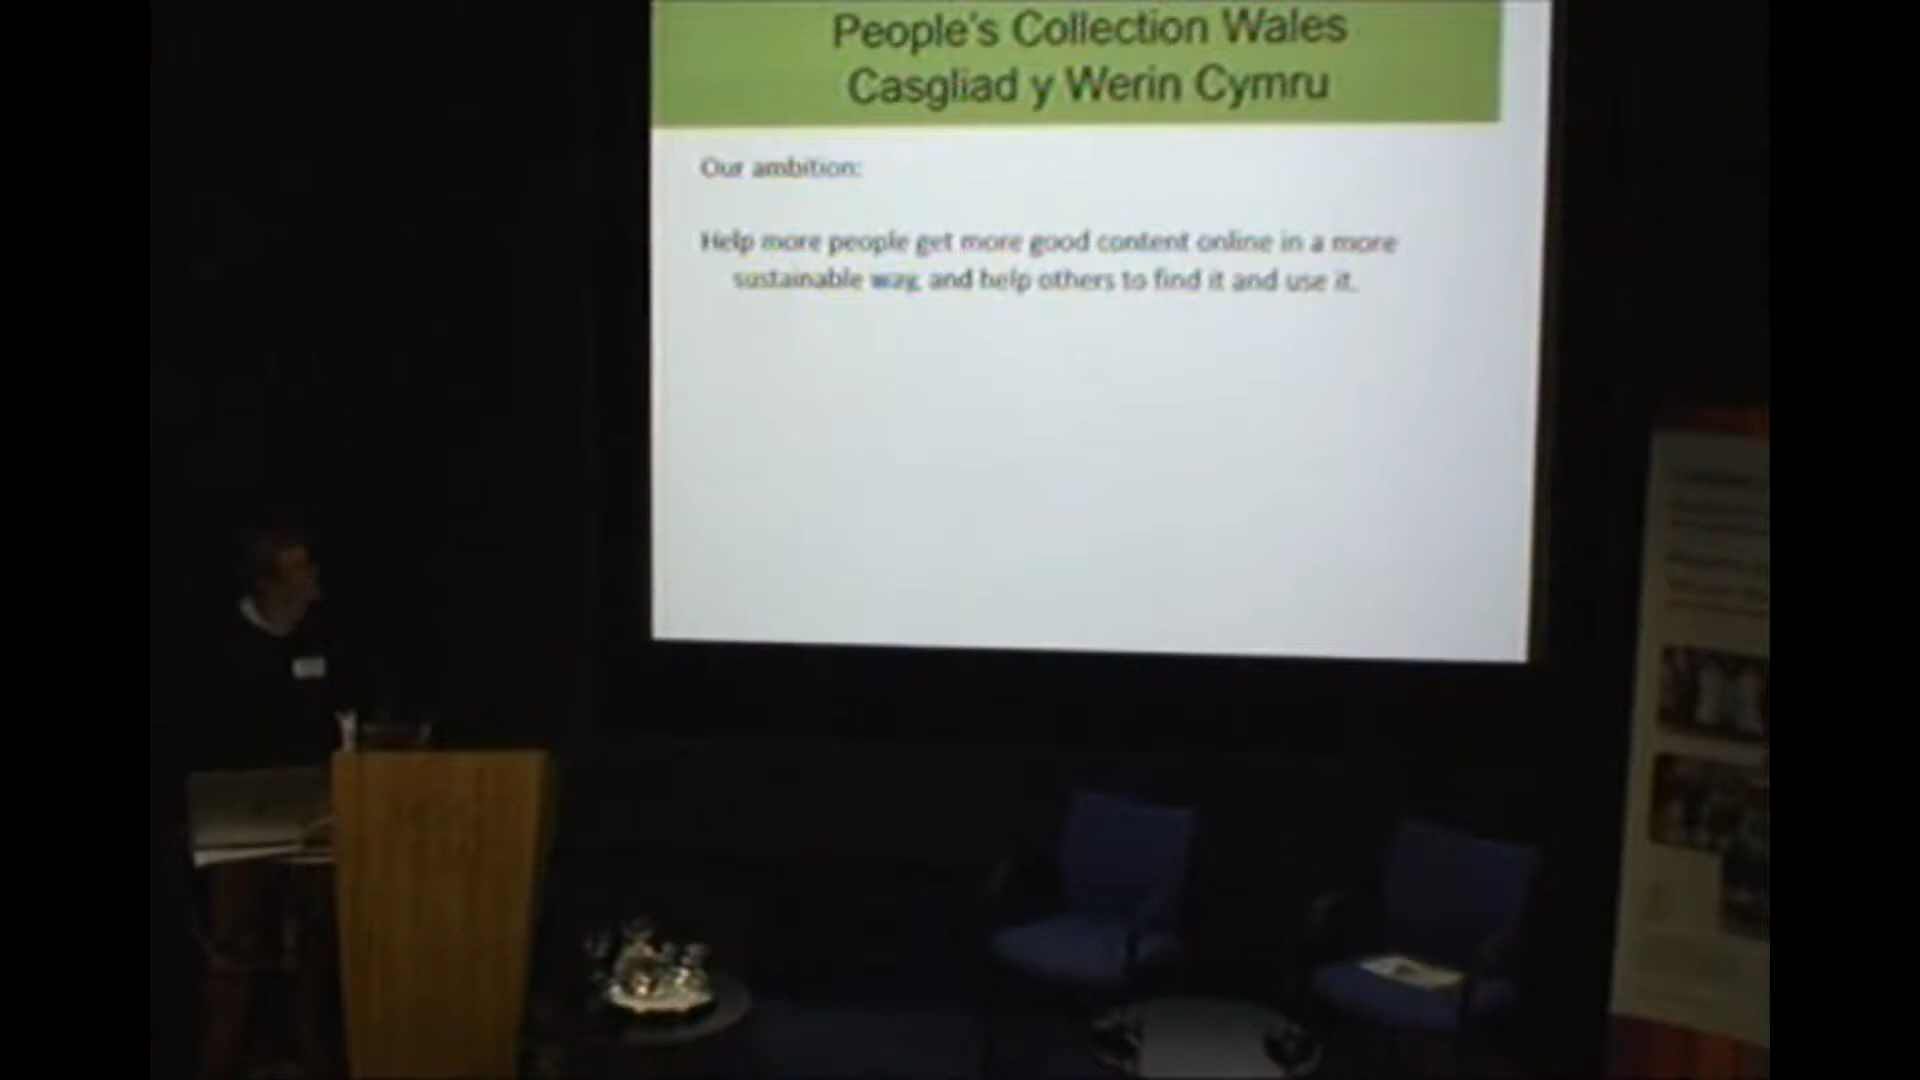 People's Collection Wales
Casgliad y Werin Cymru
Our ambition:
Help more people get more good content online in a more
sustainable way, and help others to find it and use it.